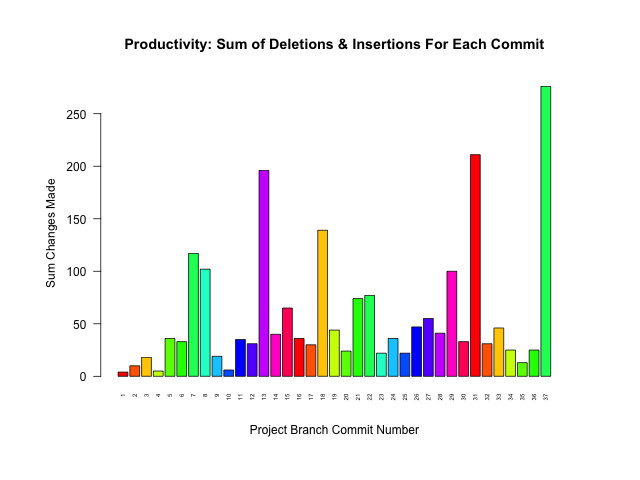 Productivity: Sum of Deletions & Insertions For Each Commit
Sum Changes Made
250
200
150
100
50
0
1 2 3 4 5 6 7 8 9 10 11 12 13 14 15 16 17 18 19 20 21 22 23 24 25 26 27 28 29 30 31 32 33 34 35 36 37
Project Branch Commit Number